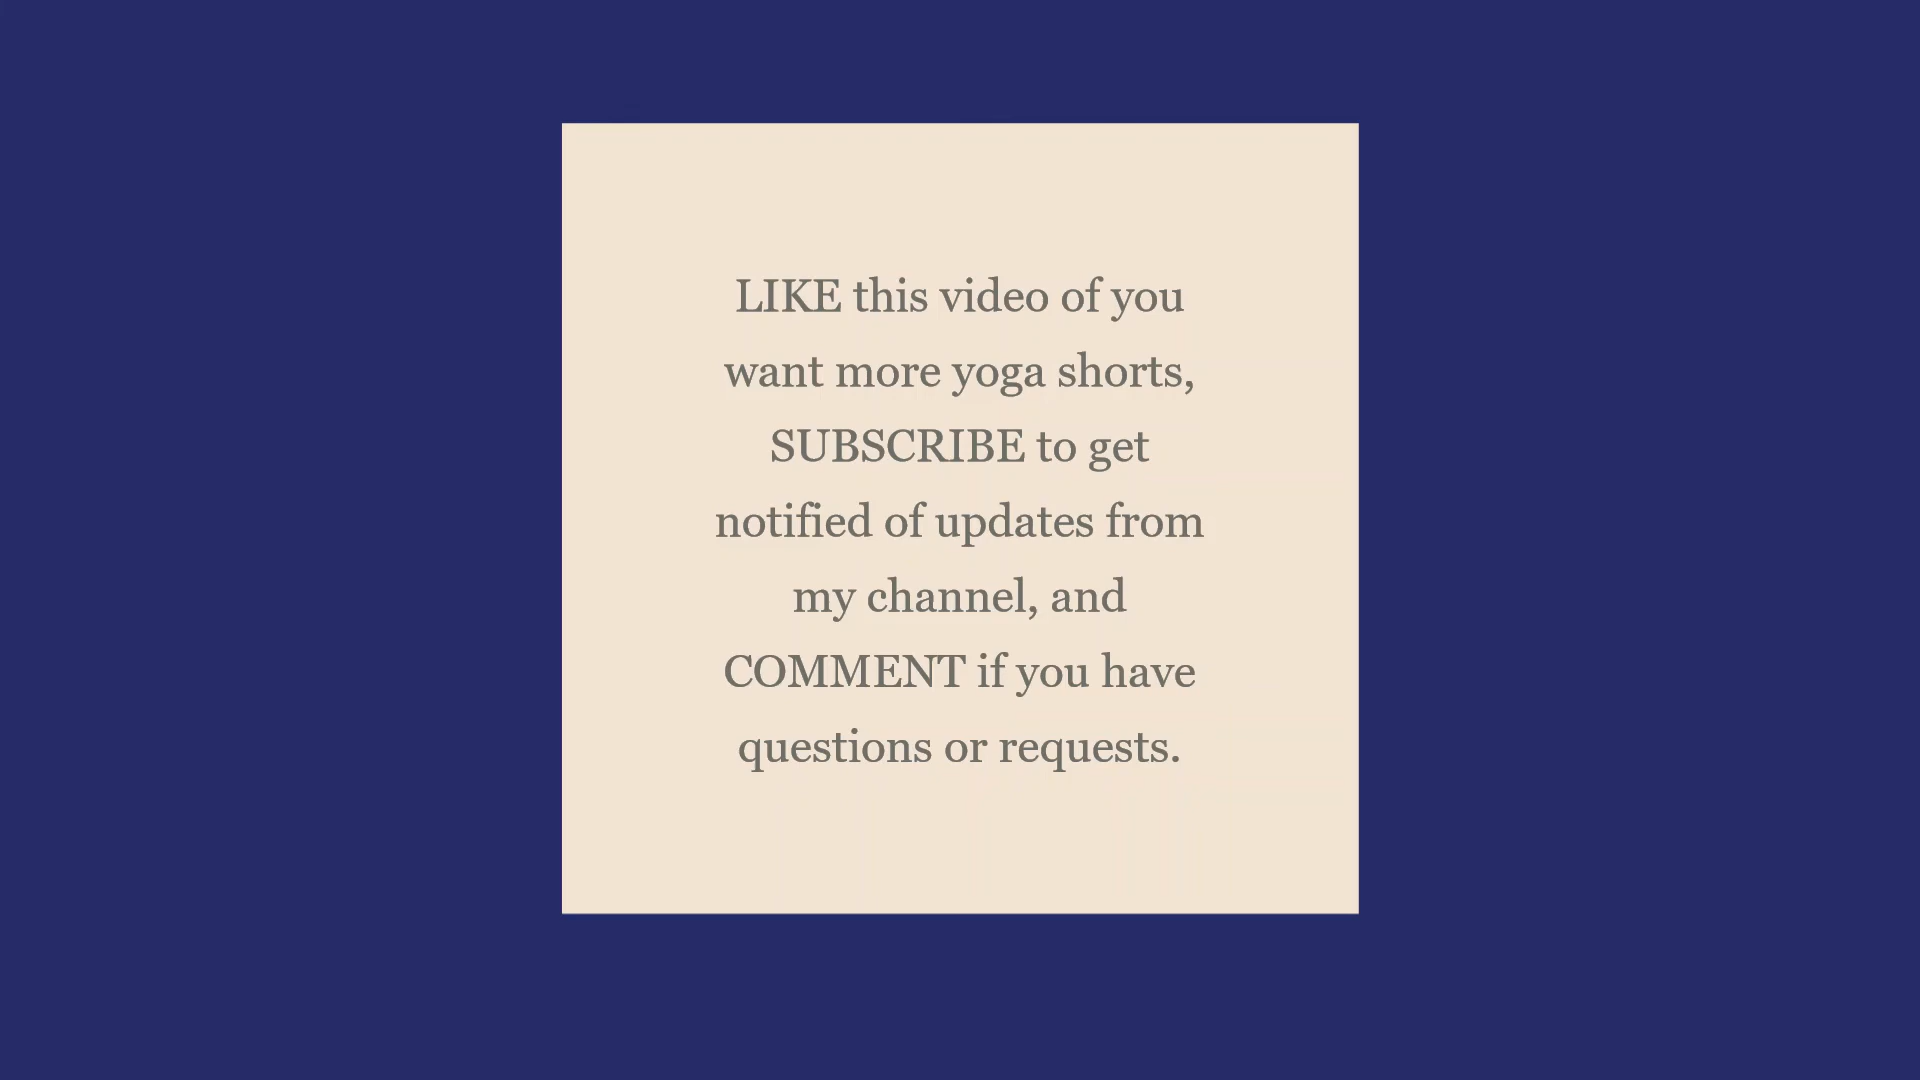 LIKE this video of you
want more yoga shorts,
SUBSCRIBE to get
notified of updates from
my channel, and
COMMENT if you have
questions or requests.